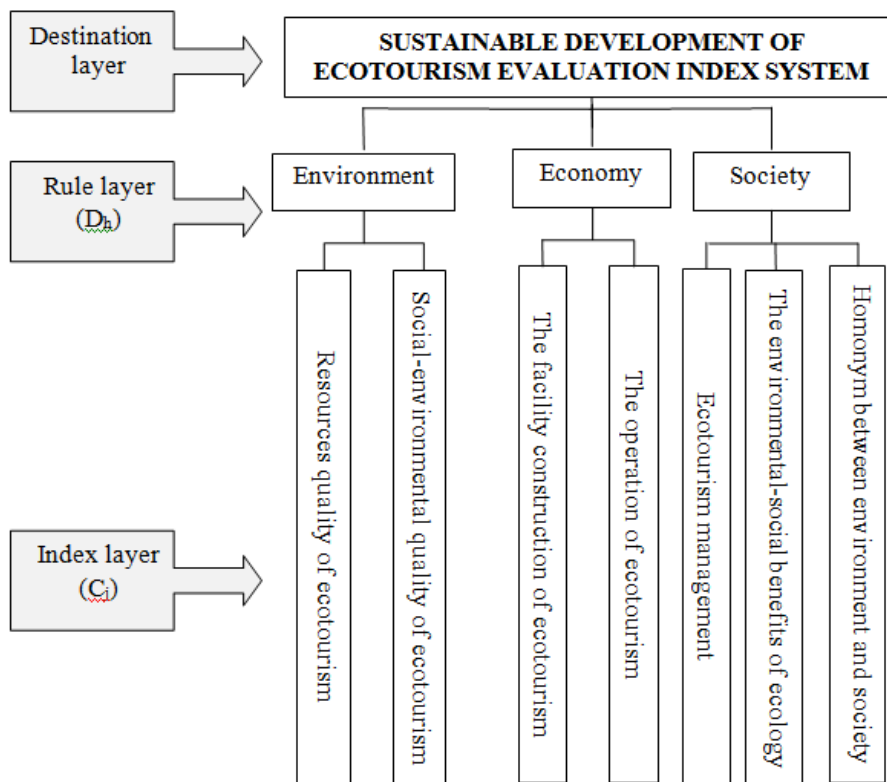 Destination
layer
SUSTAINABLE DEVELOPMENT OF
ECOTOURISM EVALUATION INDEX SYSTEM
Rule layer
(Dh)
Environment
Economy
Society
Index layer
(Ci)
Resources quality of ecotourism
Social-environmental quality of ecotourism
The facility construction of ecotourism
The operation of ecotourism
Ecotourism management
The environmental-social benefits of ecology
Homonym between environment and society